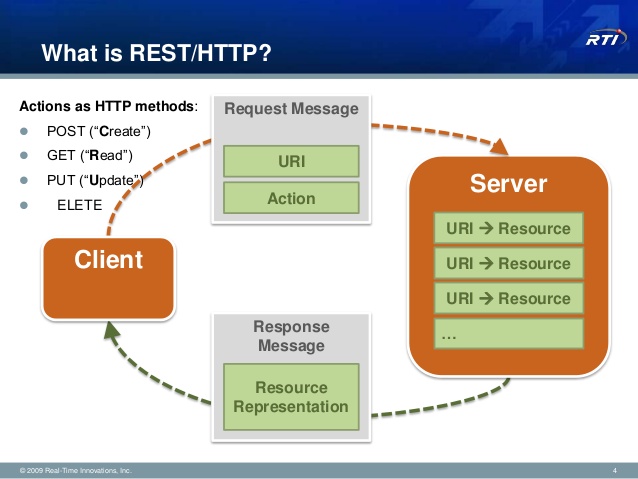 What is REST/HTTP?
RTI
Actions as HTTP methods:
POST (“Create”)
GET (“Read”)
PUT (“Update”)
ELETE
Request Message
URI
Action
Server
URI → Resource
URI → Resource
URI → Resource
…
Client
Response
Message
Resource
Representation
© 2009 Real-Time Innovations, Inc.
4